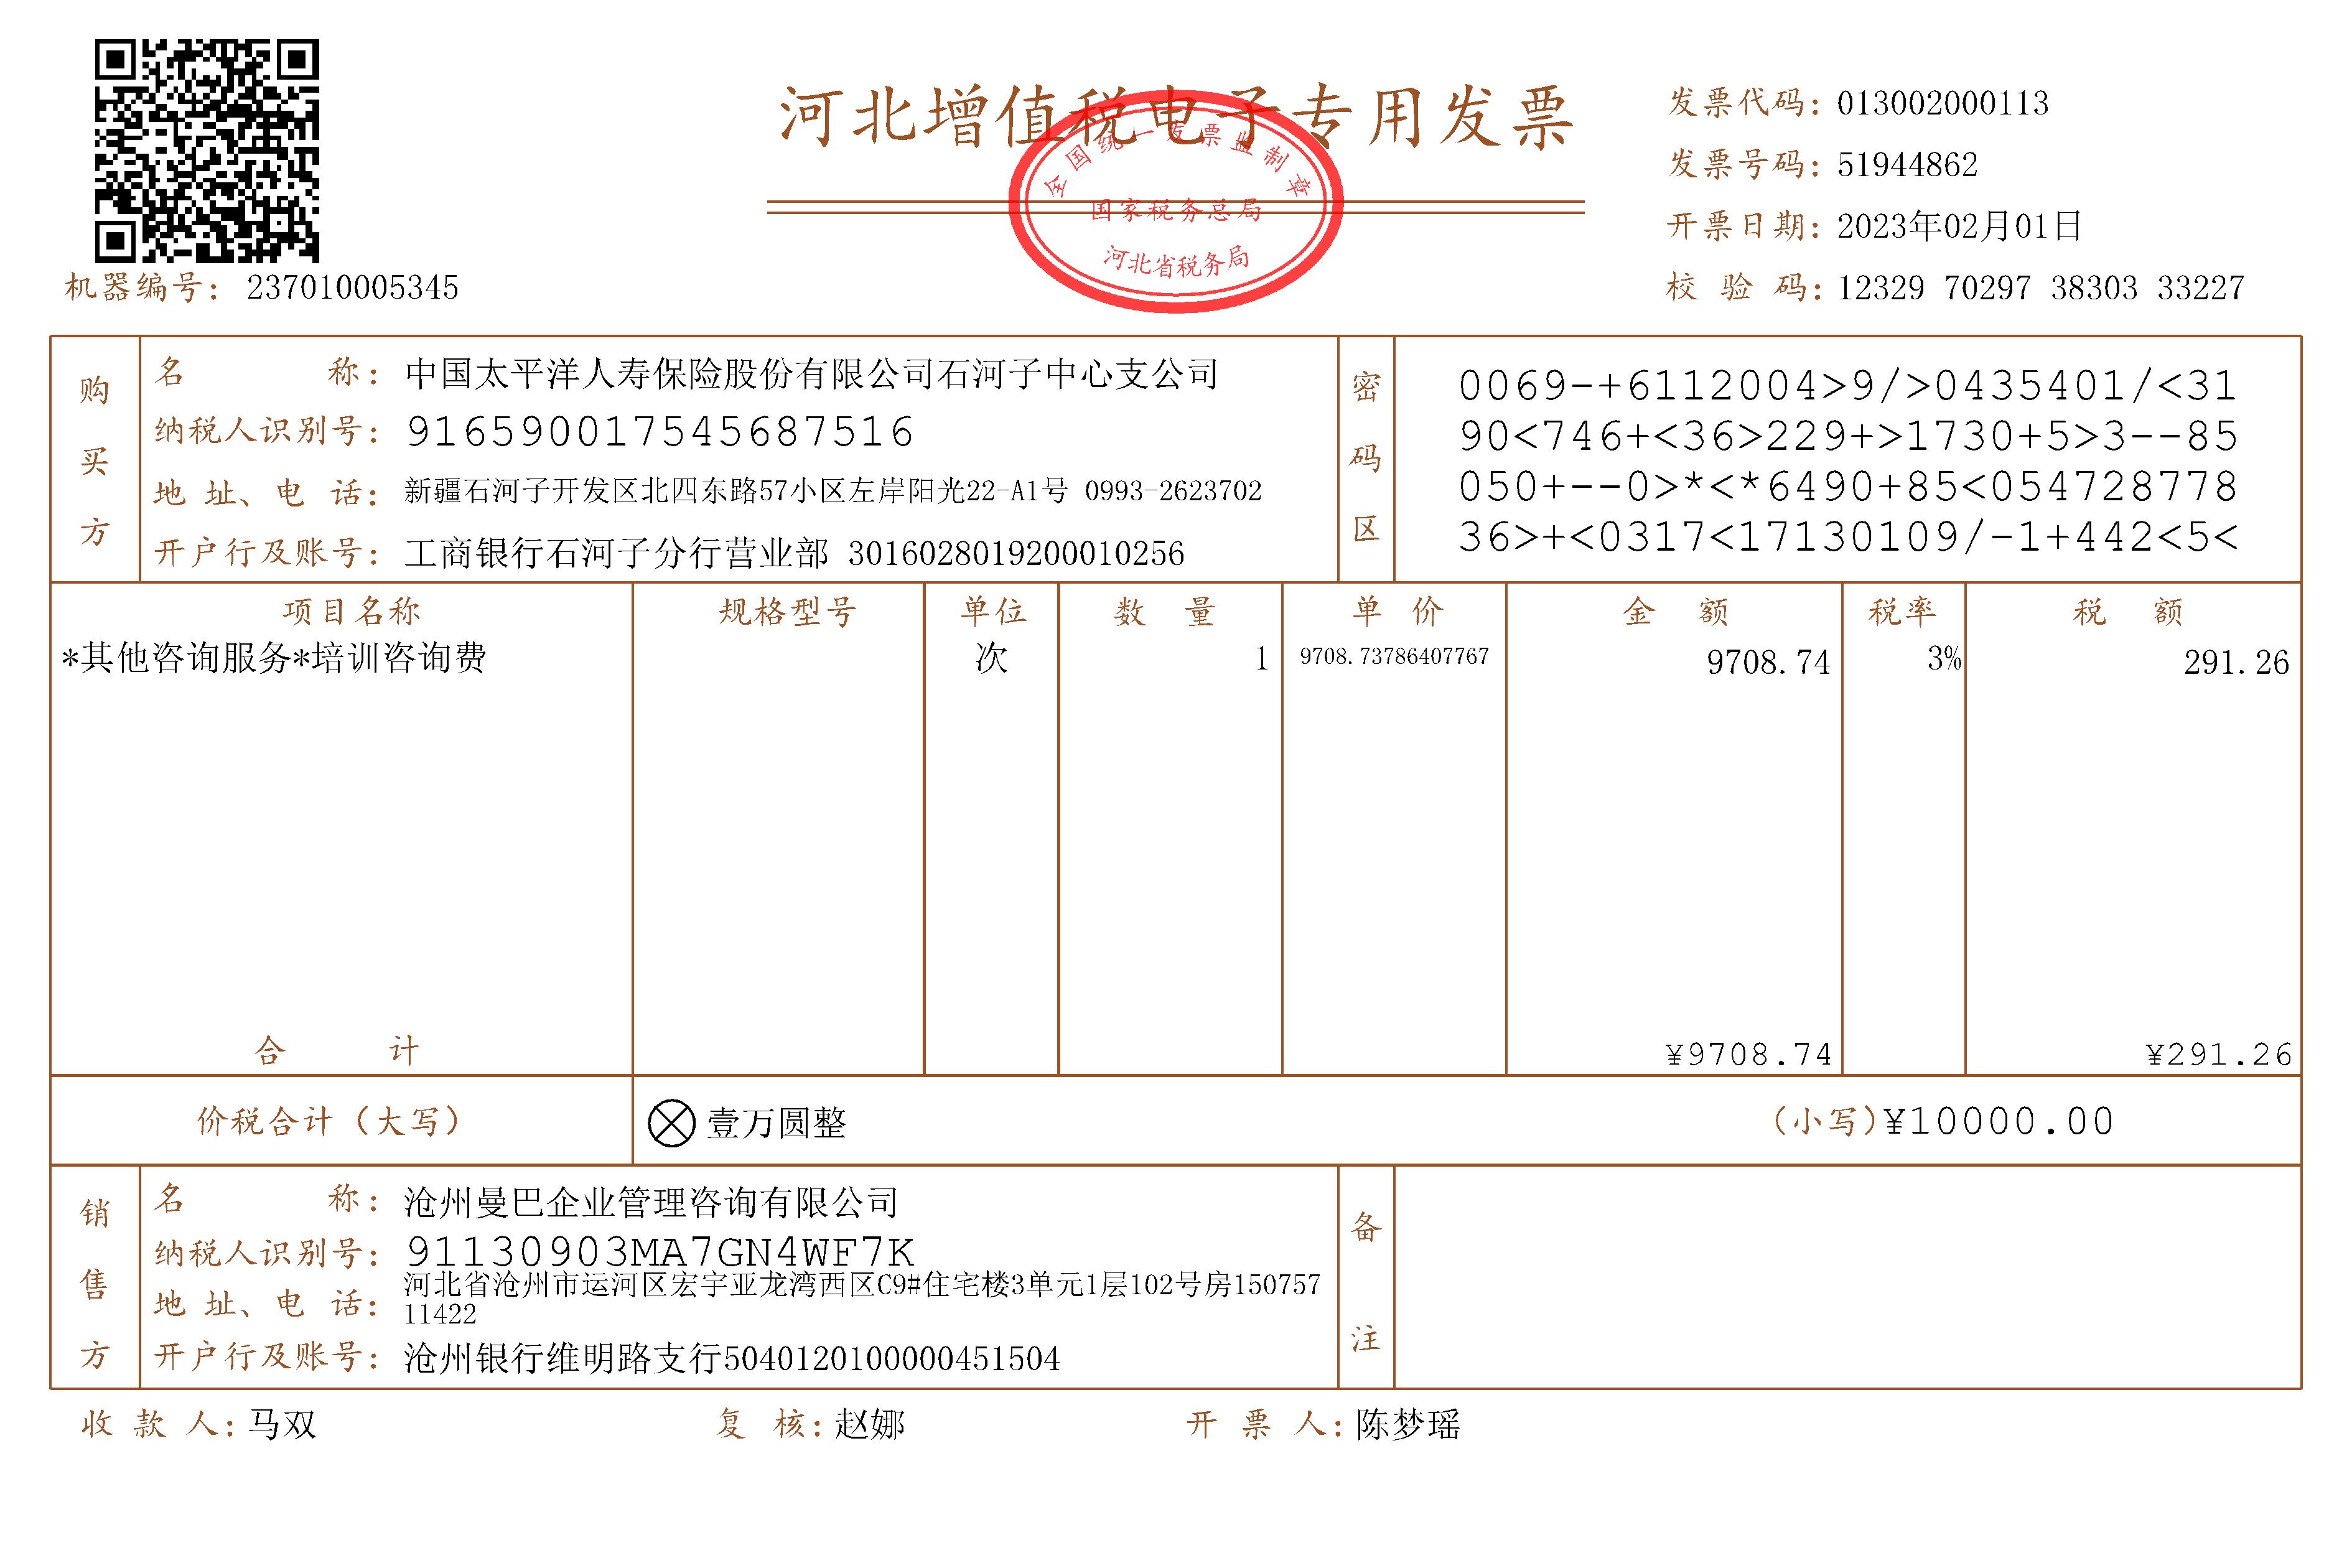 河北增值税电子专用发票
全国统一发票监制章
国家税务总局
河北省税务局
发票代码: 013002000113
发票号码: 51944862
开票日期: 2023年02月01日
校 验 码: 12329 70297 38303 33227
机器编号: 237010005345
购买方
名 称: 中国太平洋人寿保险股份有限公司石河子中心支公司
纳税人识别号: 916590017545687516
地 址、电 话: 新疆石河子开发区北四东路57小区左岸阳光22-A1号 0993-2623702
开户行及账号: 工商银行石河子分行营业部 3016028019200010256
密码区
0069-+6112004>9/>0435401/<31
90<746+<36>229+>1730+5>3--85
050+--0>*<*6490+85<054728778
36>+<0317<17130109/-1+442<5<
项目名称 规格型号 单位 数 量 单 价 金 额 税率 税 额
*其他咨询服务*培训咨询费 次 1 9708.73786407767 9708.74 3% 291.26
合 计 ¥9708.74 ¥291.26
价税合计（大写） 壹万圆整 （小写）¥10000.00
销售方
名 称: 沧州曼巴企业管理咨询有限公司
纳税人识别号: 91130903MA7GN4WF7K
地 址、电 话: 河北省沧州市运河区宏宇亚龙湾西区C9#住宅楼3单元1层102号房150757
11422
开户行及账号: 沧州银行维明路支行5040120100000451504
备注
收 款 人: 马双 复 核: 赵娜 开 票 人: 陈梦瑶